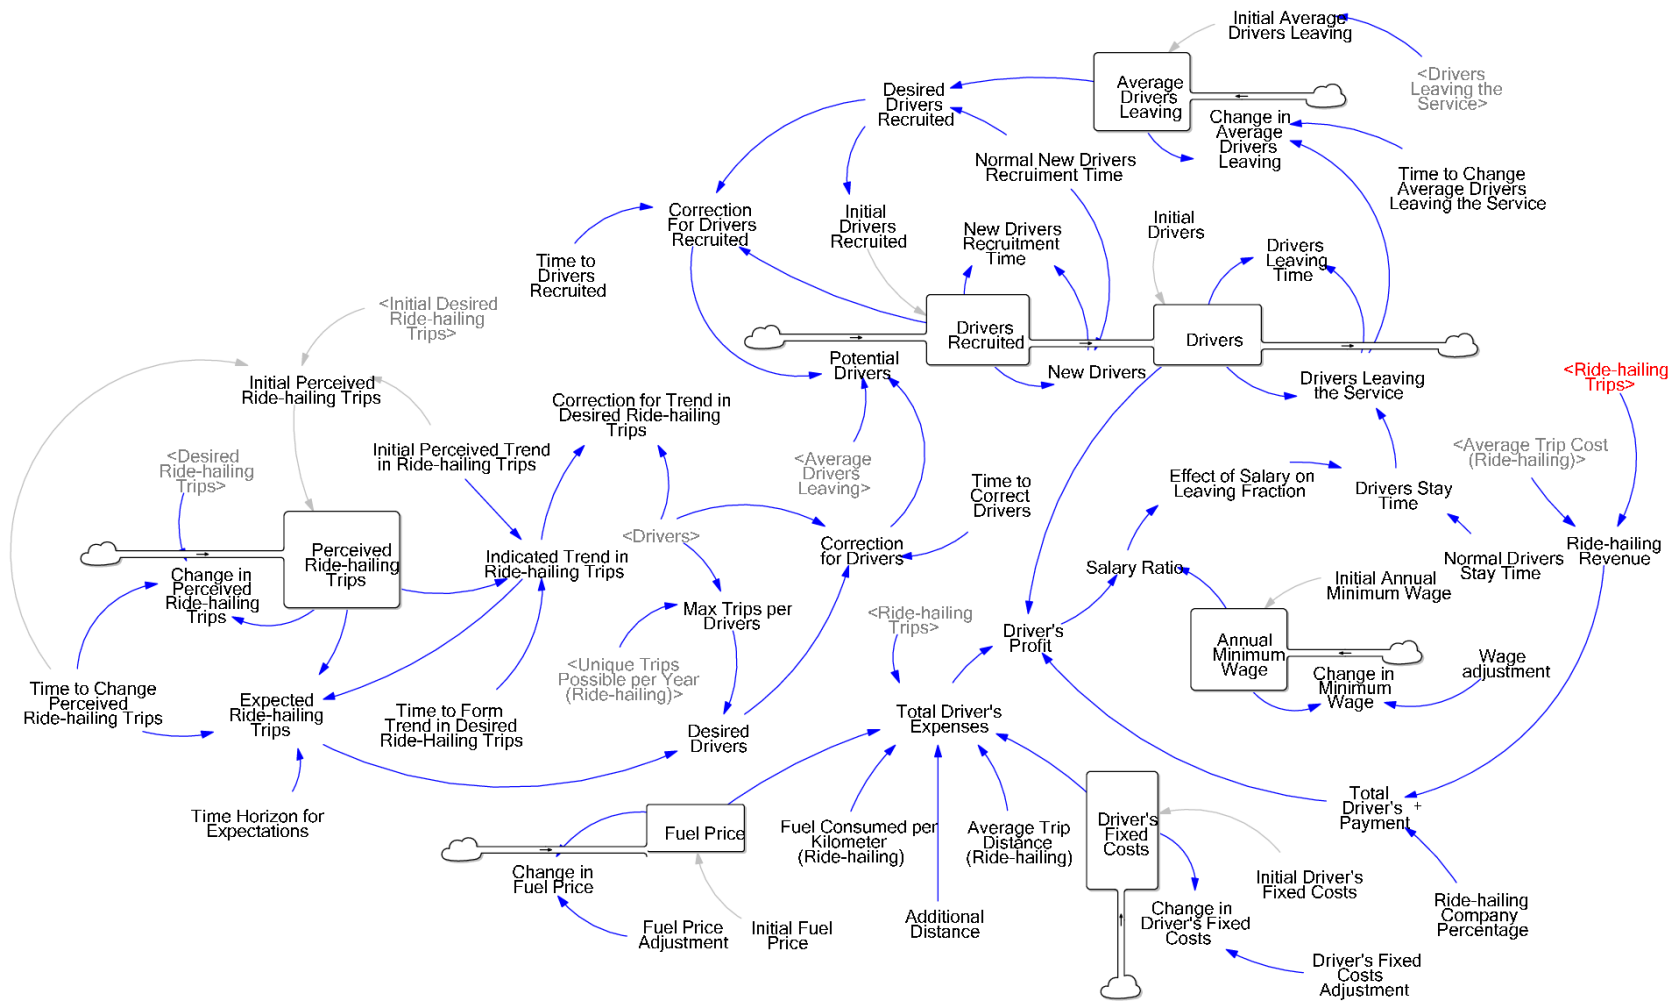 Initial Average
Drivers Leaving
<Drivers
Leaving the
Service>
Average
Drivers
Leaving
Desired
Drivers
Recruited
Change in
Average
Drivers
Leaving
Normal New Drivers
Recruiment Time
Time to Change
Average Drivers
Leaving the Service
Correction
For Drivers
Recruited
Initial
Drivers
Recruited
New Drivers
Recruitment
Time
Initial
Drivers
Drivers
Leaving
Time
Time to
Drivers
Recruited
<Initial Desired
Ride-hailing
Trips>
Drivers
Recruited
Drivers
Potential
Drivers
New Drivers
Drivers Leaving
the Service
<Ride-hailing
Trips>
Initial Perceived
Ride-hailing Trips
Correction for Trend in
Desired Ride-hailing
Trips
Initial Perceived Trend
in Ride-hailing Trips
<Desired
Ride-hailing
Trips>
<Average
Drivers
Leaving>
Time to
Correct
Drivers
Effect of Salary on
Leaving Fraction
Drivers Stay
Time
<Average Trip Cost
(Ride-hailing)>
Perceived
Ride-hailing
Trips
Indicated Trend in
Ride-hailing Trips
<Drivers>
Correction
for Drivers
Salary Ratio
Normal Drivers
Stay Time
Ride-hailing
Revenue
Change in
Perceived
Ride-hailing
Trips
Max Trips per
Drivers
<Ride-hailing
Trips>
Driver's
Profit
Initial Annual
Minimum Wage
Annual
Minimum
Wage
Change in
Minimum
Wage
Wage
adjustment
<Unique Trips
Possible per Year
(Ride-hailing)>
Time to Change
Perceived
Ride-hailing Trips
Expected
Ride-hailing
Trips
Time to Form
Trend in Desired
Ride-Hailing Trips
Desired
Drivers
Total Driver's
Expenses
Time Horizon for
Expectations
Fuel Price
Fuel Consumed per
Kilometer
(Ride-hailing)
Average Trip
Distance
(Ride-hailing)
Driver's
Fixed
Costs
Total
Driver's +
Payment
Change in
Fuel Price
Initial Driver's
Fixed Costs
Fuel Price
Adjustment
Initial Fuel
Price
Additional
Distance
Change in
Driver's Fixed
Costs
Ride-hailing
Company
Percentage
Driver's Fixed
Costs
Adjustment